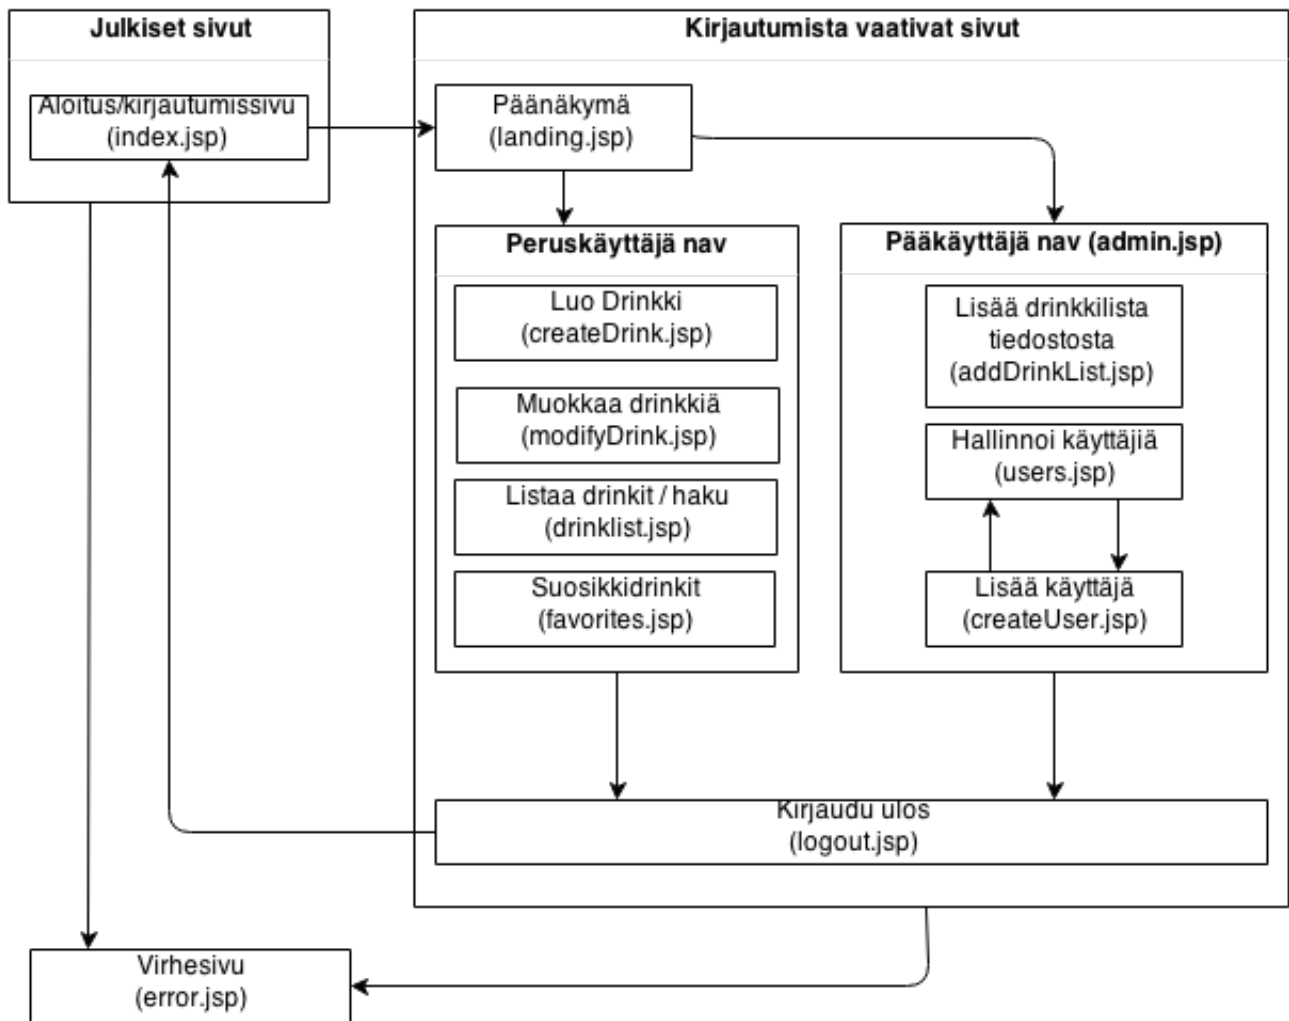 Julkiset sivut
Aloitus/kirjautumissivu
(index.jsp)
Kirjautumista vaativat sivut
Päänäkymä
(landing.jsp)
Peruskäyttäjä nav
Luo Drinkki
(createDrink.jsp)
Muokkaa drinkkiä
(modifyDrink.jsp)
Listaa drinkit / haku
(drinklist.jsp)
Suosikkidrinkit
(favorites.jsp)
Pääkäyttäjä nav (admin.jsp)
Lisää drinkkilista
tiedostosta
(addDrinkList.jsp)
Hallinnoi käyttäjiä
(users.jsp)
Lisää käyttäjä
(createUser.jsp)
Kirjaudu ulos
(logout.jsp)
Virhesivu
(error.jsp)